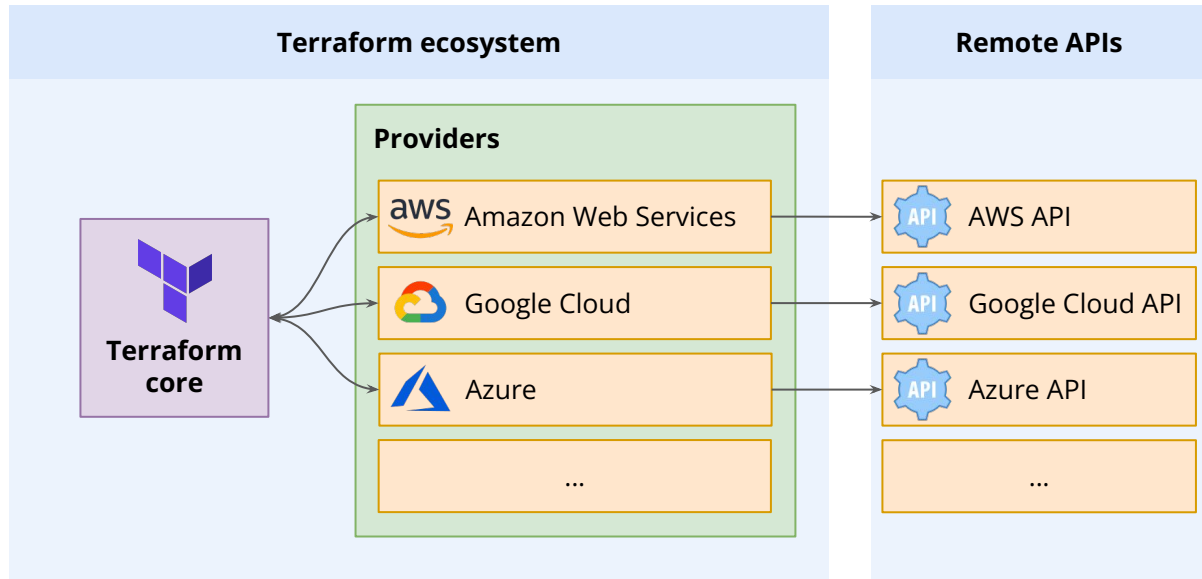 Terraform ecosystem
Remote APIs
Providers
aws Amazon Web Services
API AWS API
Google Cloud
API Google Cloud API
Terraform
core
Azure
API Azure API
...
...